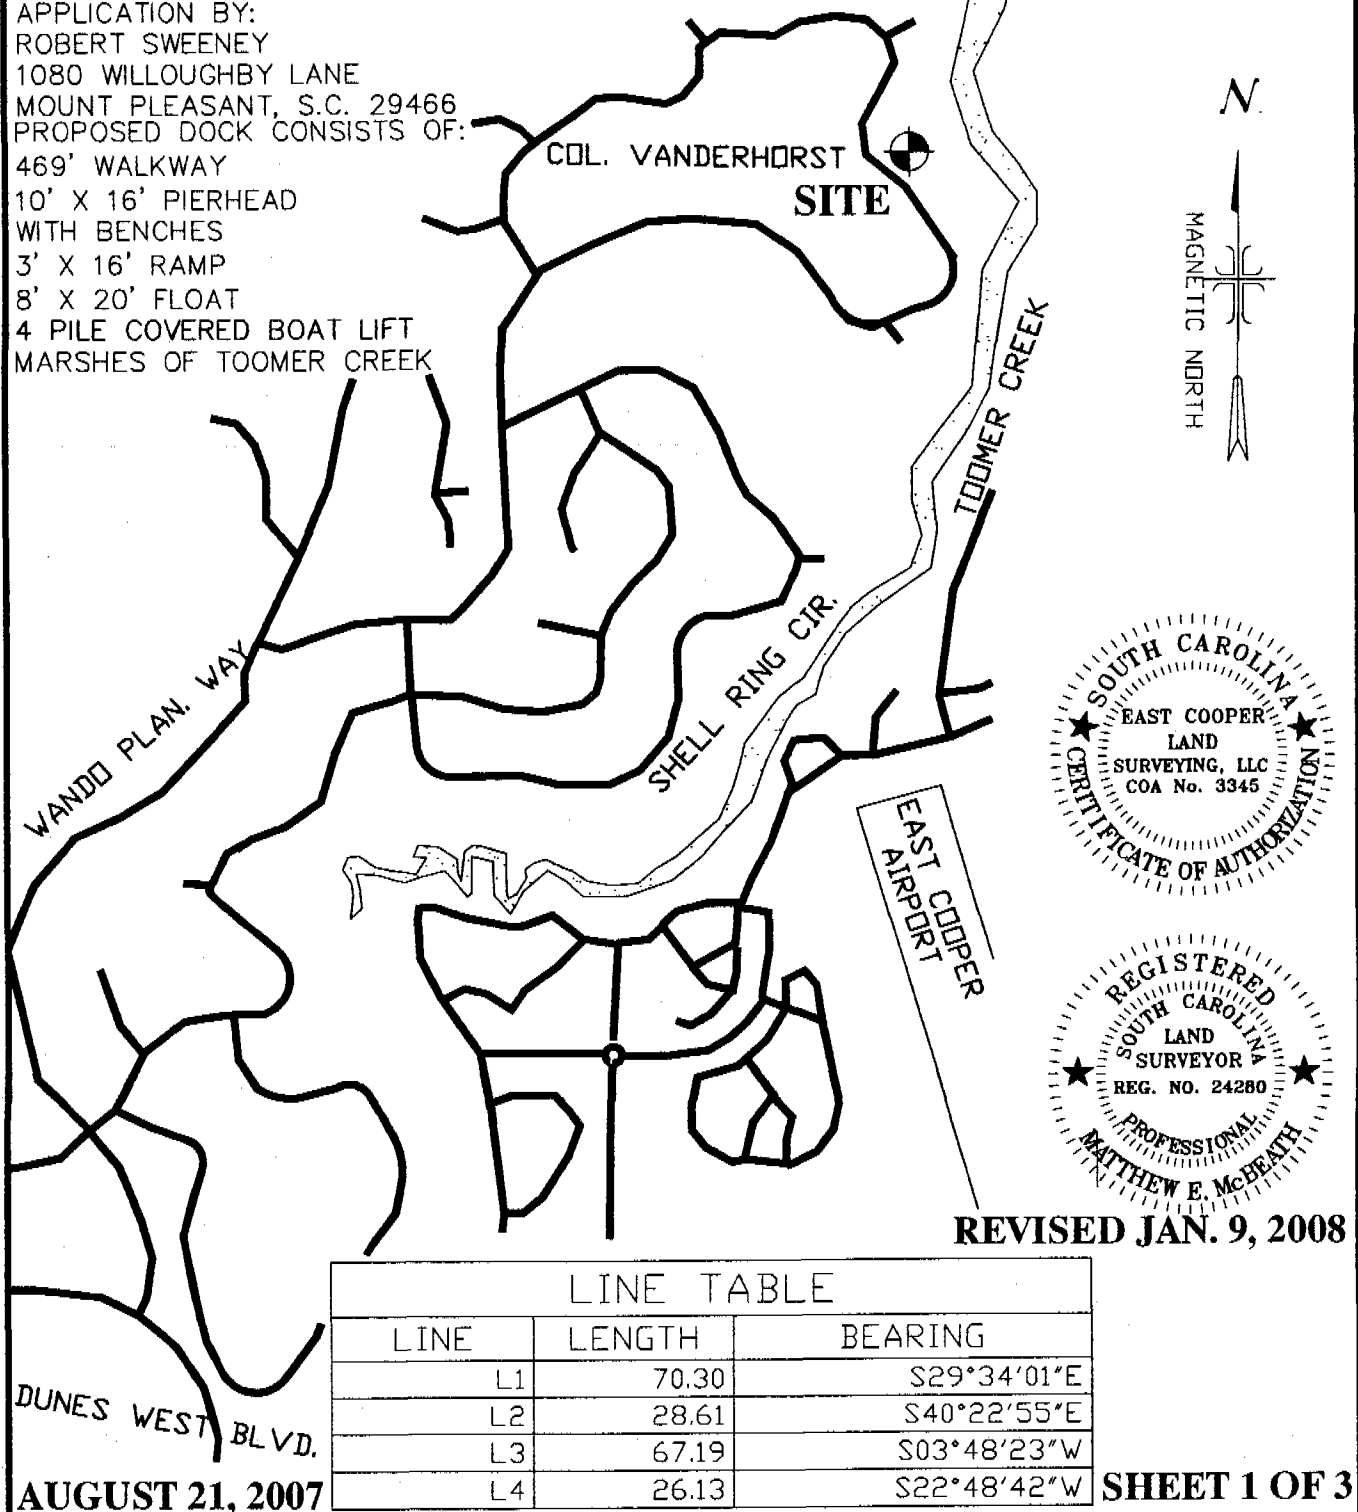 APPLICATION BY:
ROBERT SWEENEY
1080 WILLOUGHBY LANE
MOUNT PLEASANT, S.C. 29466
PROPOSED DOCK CONSISTS OF:
469' WALKWAY
10' X 16' PIERHEAD
WITH BENCHES
3' X 16' RAMP
8' X 20' FLOAT
4 PILE COVERED BOAT LIFT
MARSHES OF TOOMER CREEK
COL. VANDERHORST
SITE
N
MAGNETIC NORTH
TOOMER CREEK
SHELL RING CIR.
WANDO PLAN. WAY
EAST COOPER
AIRPORT
SOUTH CAROLINA
EAST COOPER
LAND
SURVEYING, LLC
COA No. 3345
CERITIFICATE OF AUTHORIZATION
REGISTERED
SOUTH CAROLINA
LAND
SURVEYOR
REG. NO. 24280
PROFESSIONAL
MATTHEW E. McBEATH
REVISED JAN. 9, 2008
LINE TABLE
LINE LENGTH BEARING
L1 70.30 S29°34'01"E
L2 28.61 S40°22'55"E
L3 67.19 S03°48'23"W
L4 26.13 S22°48'42"W
DUNES WEST BLVD.
AUGUST 21, 2007
SHEET 1 OF 3